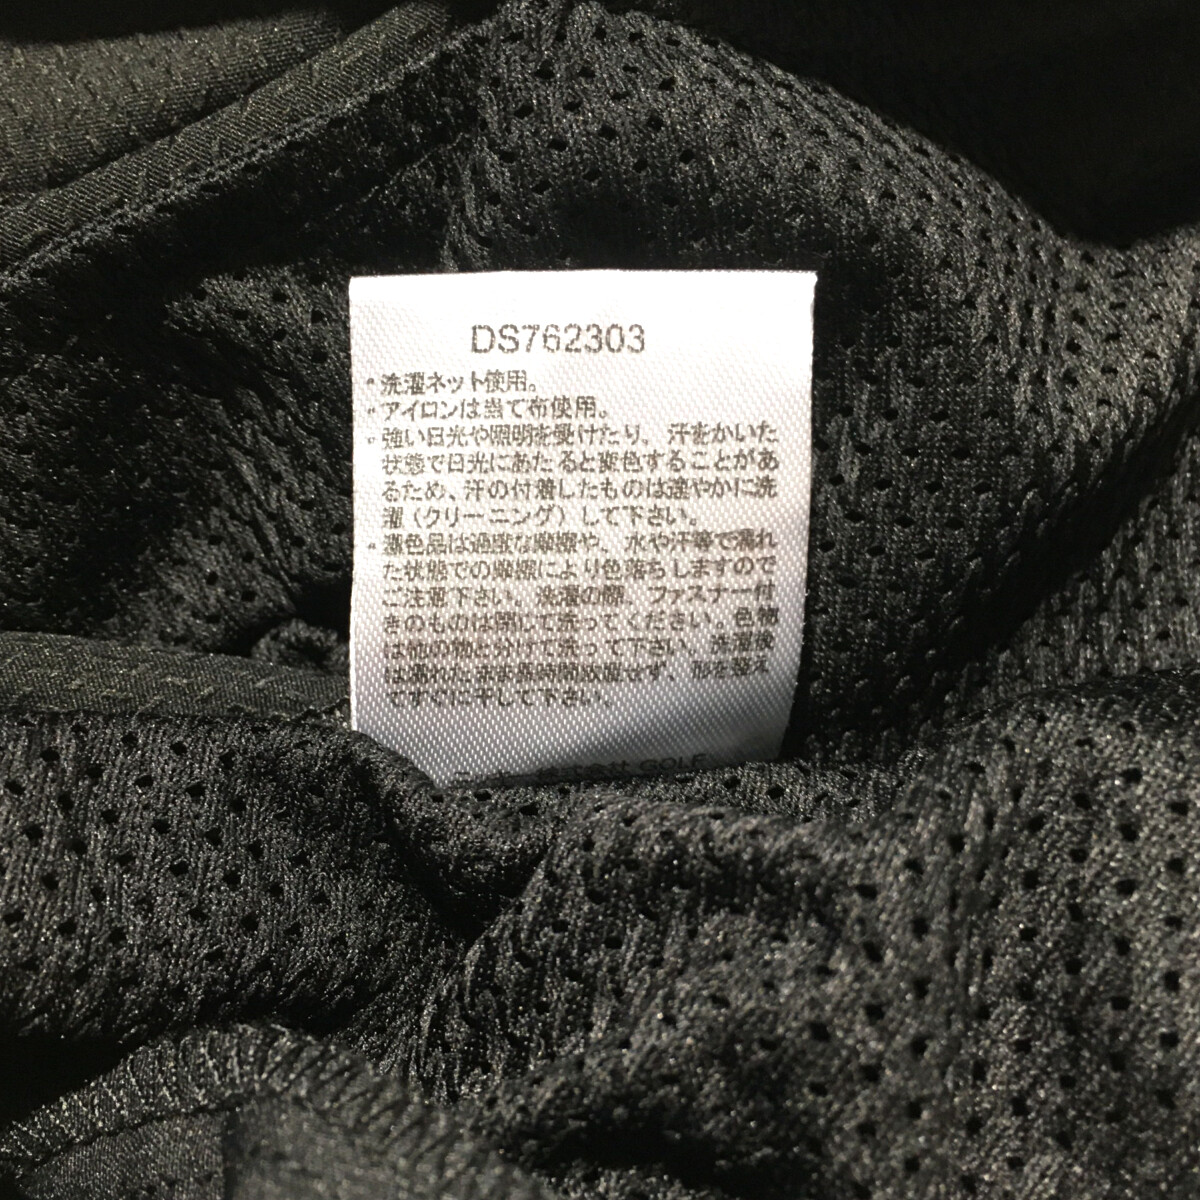 DS762303
・洗濯ネット使用。
・アイロンは当て布使用。
・強い日光や照明を受けたり、汗をかいた
状態で日光にあたると変色することがあ
るため、汗の付着したものは速やかに洗
濯（クリーニング）して下さい。
・濃色品は過度な摩擦や、水や汗等で濡れ
た状態での摩擦により色落ちしますので
ご注意下さい。洗濯の際、ファスナー付
きのものは閉じて洗ってください。色物
は他の物と分けて洗って下さい。洗濯後
は濡れたまま長時間放置せず、形を整え
てすぐに干して下さい。
株式会社 GOLF